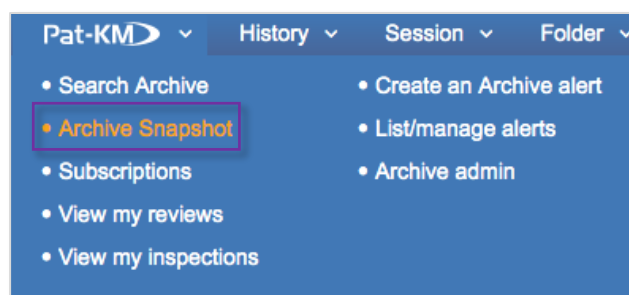 Pat-KM History Session Folder
• Search Archive
• Archive Snapshot
• Subscriptions
• View my reviews
• View my inspections
• Create an Archive alert
• List/manage alerts
• Archive admin